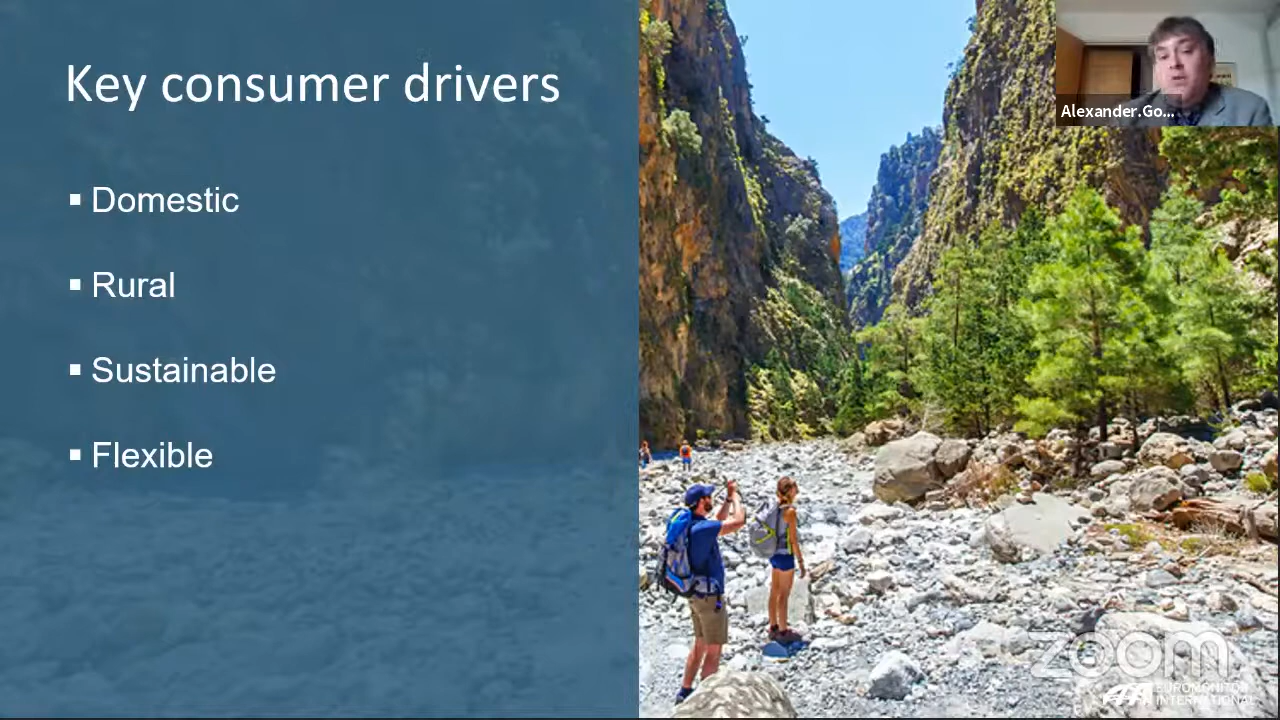 Key consumer drivers
Domestic
Rural
Sustainable
Flexible
Alexander.Go...
zoom
EUROMONITOR
INTERNATIONAL